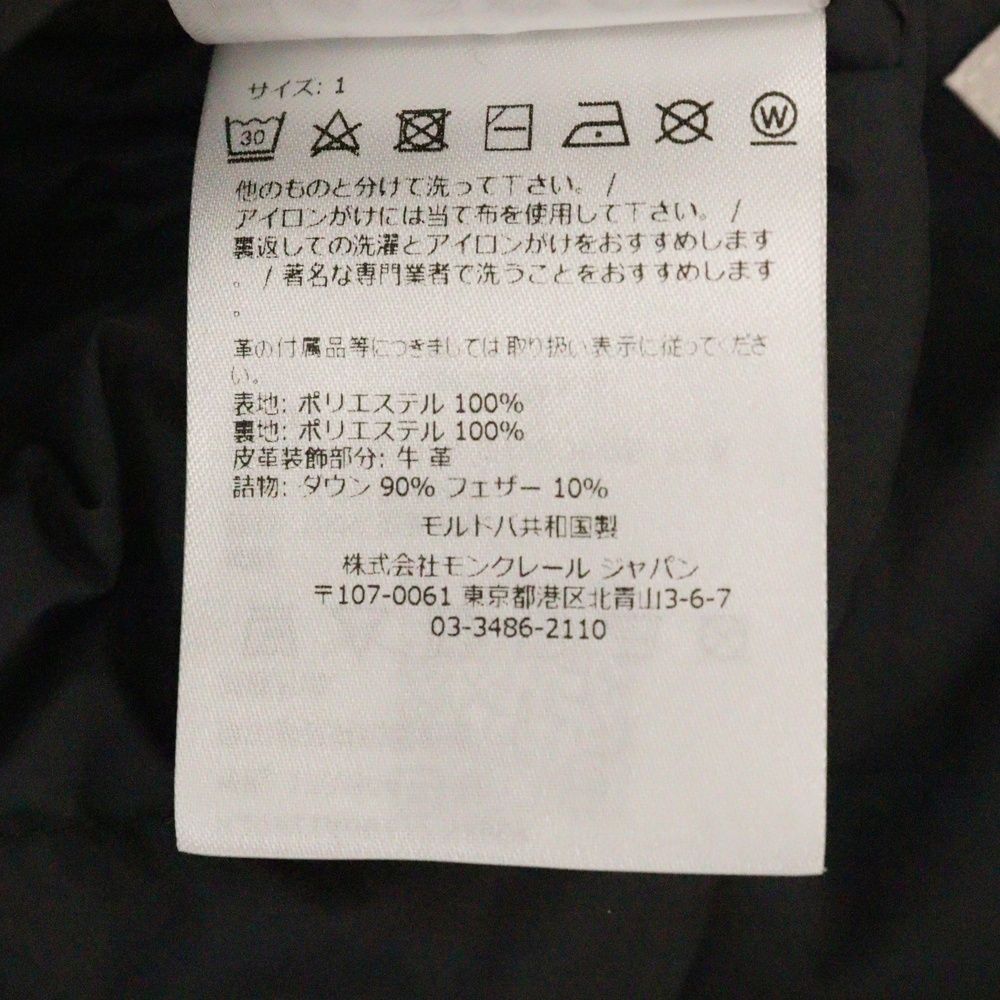 サイズ: 1
30
W
他のものと分けて洗って下さい。 /
アイロンがけには当て布を使用して下さい。 /
裏返しての洗濯とアイロンがけをおすすめします
。 / 著名な専門業者で洗うことをおすすめします
。
革の付属品等につきましては取り扱い表示に従ってくださ
い。
表地: ポリエステル 100%
裏地: ポリエステル 100%
皮革装飾部分: 牛 革
詰物: ダウン 90% フェザー 10%
モルドバ共和国製
株式会社モンクレール ジャパン
〒107-0061 東京都港区北青山3-6-7
03-3486-2110